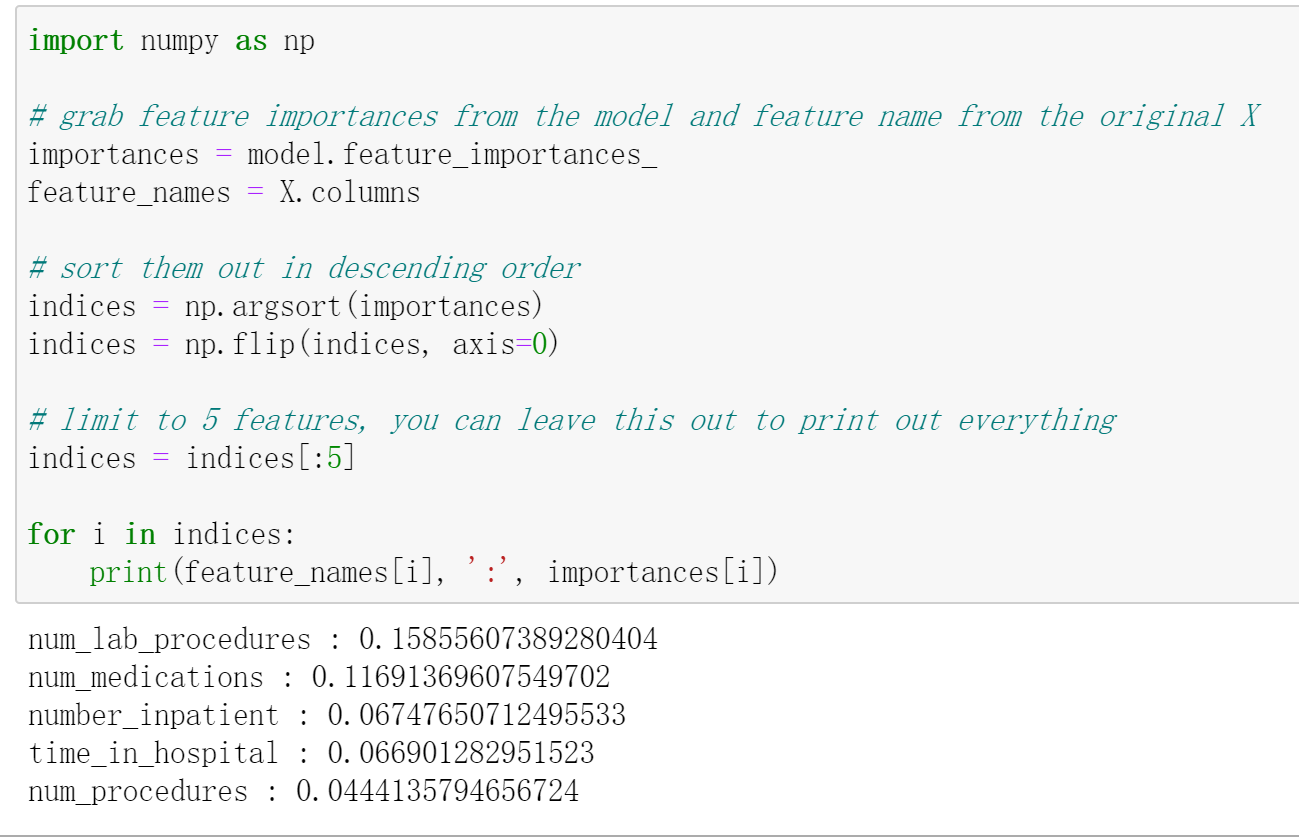 import numpy as np
# grab feature importances from the model and feature name from the original X
importances = model.feature_importances_
feature_names = X.columns
# sort them out in descending order
indices = np.argsort(importances)
indices = np.flip(indices, axis=0)
# limit to 5 features, you can leave this out to print out everything
indices = indices[:5]
for i in indices:
    print(feature_names[i], ':', importances[i])
num_lab_procedures : 0.15855607389280404
num_medications : 0.11691369607549702
number_inpatient : 0.06747650712495533
time_in_hospital : 0.066901282951523
num_procedures : 0.0444135794656724